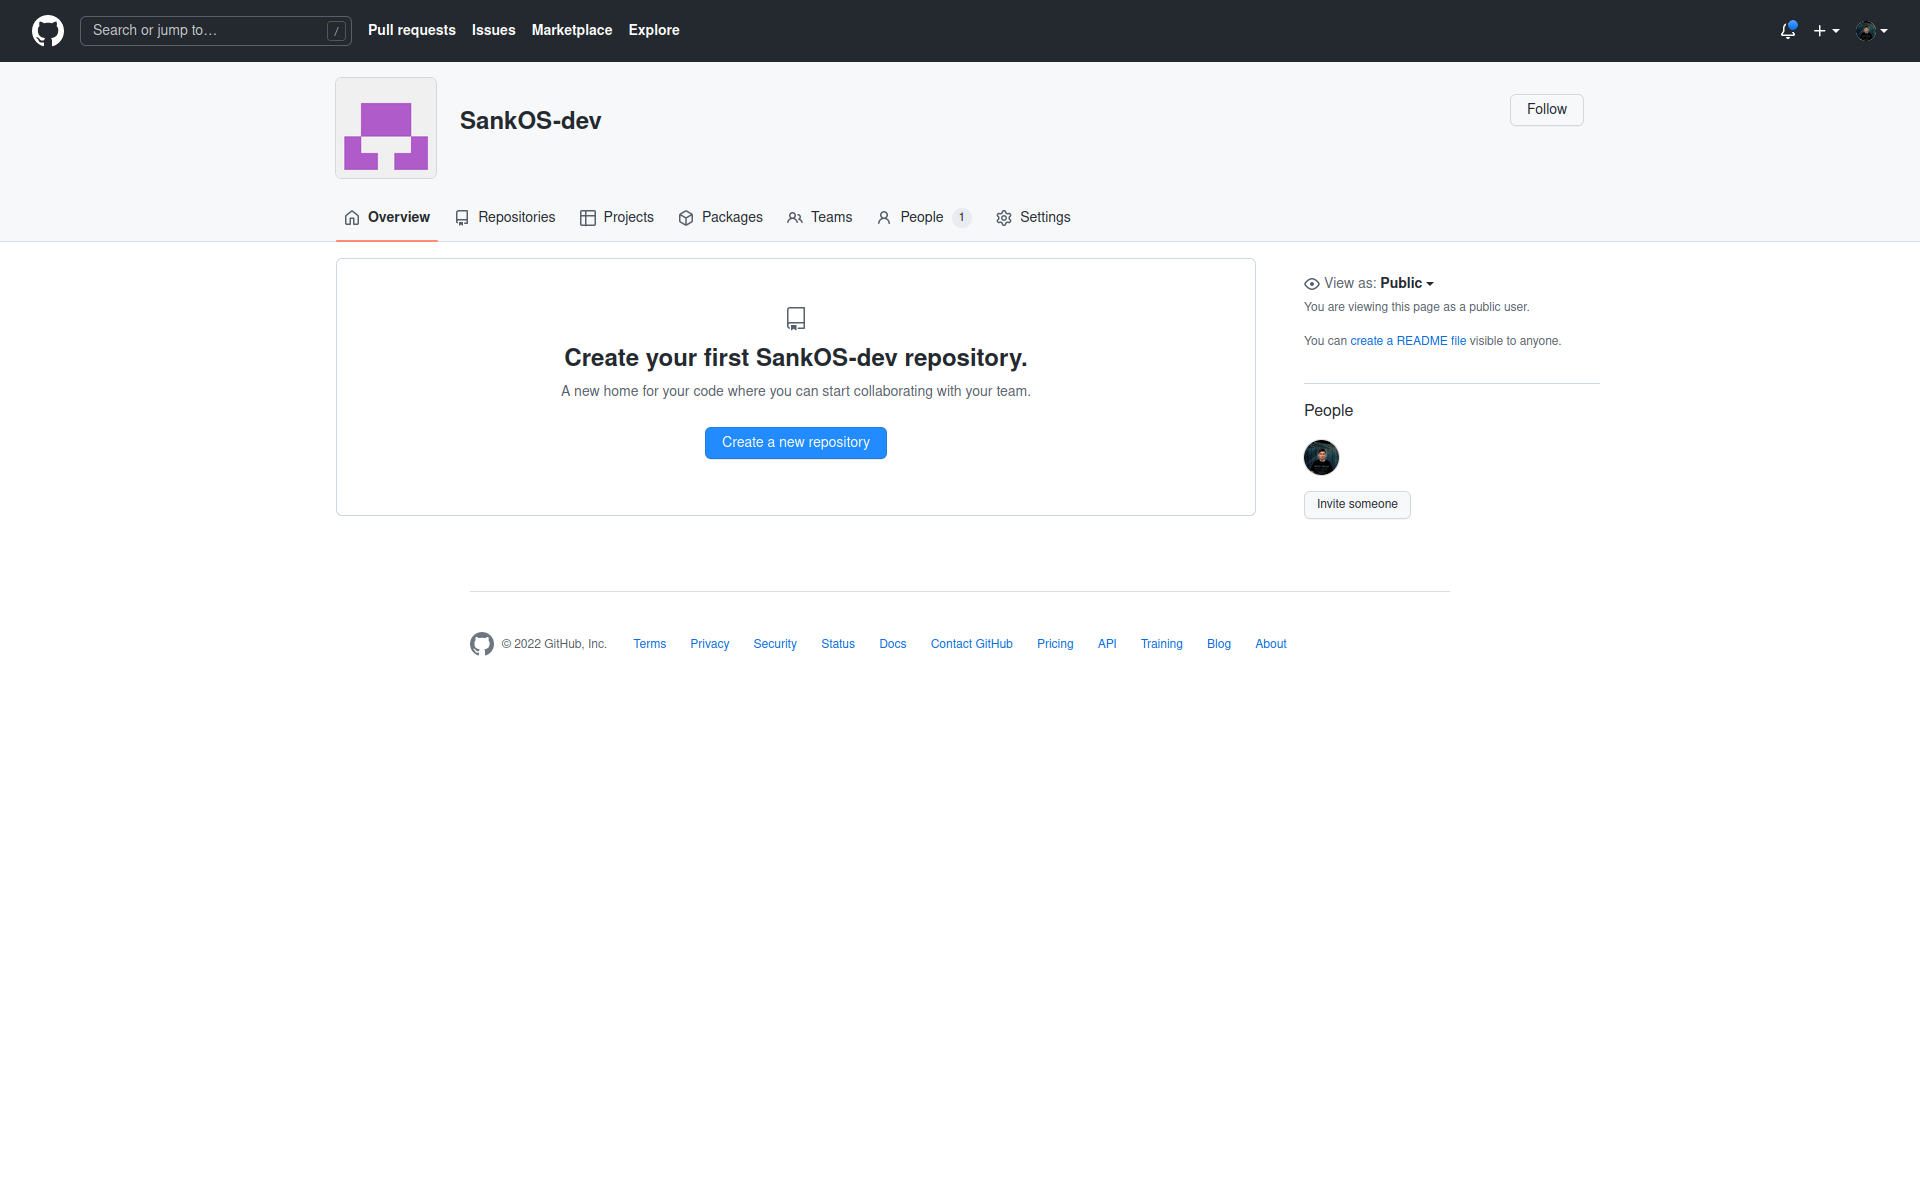 Search or jump to… /
Pull requests Issues Marketplace Explore
SankOS-dev
Follow
Overview Repositories Projects Packages Teams People 1 Settings
Create your first SankOS-dev repository.
A new home for your code where you can start collaborating with your team.
Create a new repository
View as: Public
You are viewing this page as a public user.
You can create a README file visible to anyone.
People
Invite someone
© 2022 GitHub, Inc. Terms Privacy Security Status Docs Contact GitHub Pricing API Training Blog About